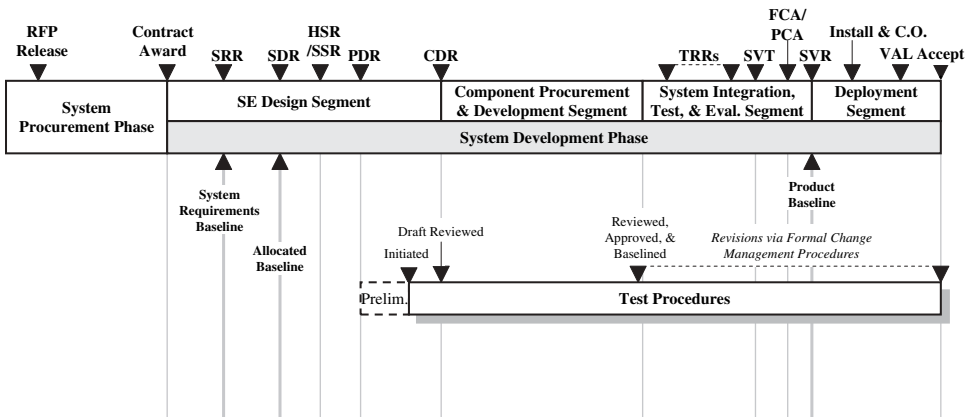 RFP
Release
Contract
Award
SRR
SDR
HSR
/SSR
PDR
CDR
TRRs
SVT
FCA/
PCA
SVR
Install & C.O.
VAL Accept
System
Procurement Phase
SE Design Segment
Component Procurement
& Development Segment
System Integration,
Test, & Eval. Segment
Deployment
Segment
System Development Phase
System
Requirements
Baseline
Allocated
Baseline
Product
Baseline
Initiated
Draft Reviewed
Reviewed,
Approved, &
Baselined
Revisions via Formal Change
Management Procedures
Prelim.
Test Procedures